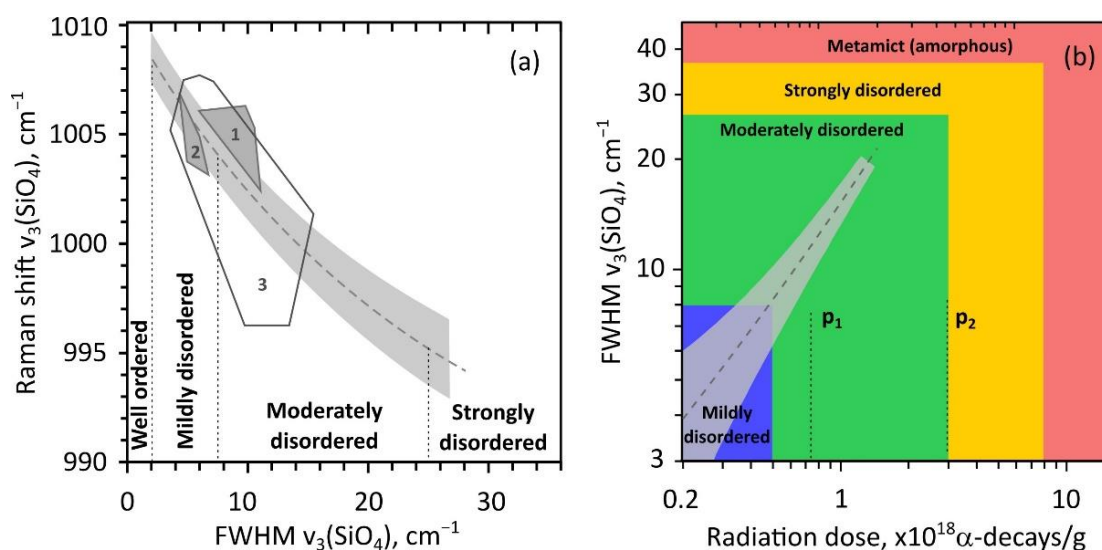 1010
1005
1000
995
990
Raman shift ν₃(SiO₄), cm⁻¹
(a)
1
2
3
Well ordered
Mildly disordered
Moderately
disordered
Strongly
disordered
0
10
20
30
FWHM ν₃(SiO₄), cm⁻¹
40
30
20
10
3
FWHM ν₃(SiO₄), cm⁻¹
(b)
Metamict (amorphous)
Strongly disordered
Moderately disordered
p₁
p₂
Mildly
disordered
0.2
1
10
Radiation dose, x10¹⁸α-decays/g